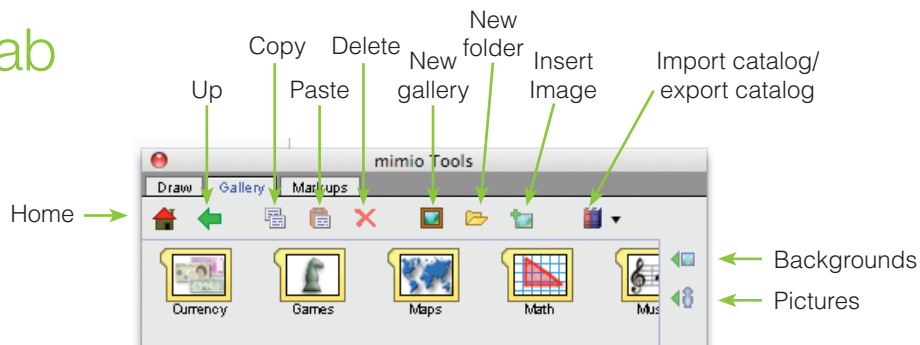 ab
New
folder
Copy
Delete
New
gallery
Insert
Image
Import catalog/
export catalog
Up
Paste
mimio Tools
Draw
Gallery
Markups
Home
Backgrounds
Pictures
Currency
Games
Maps
Math
Mus